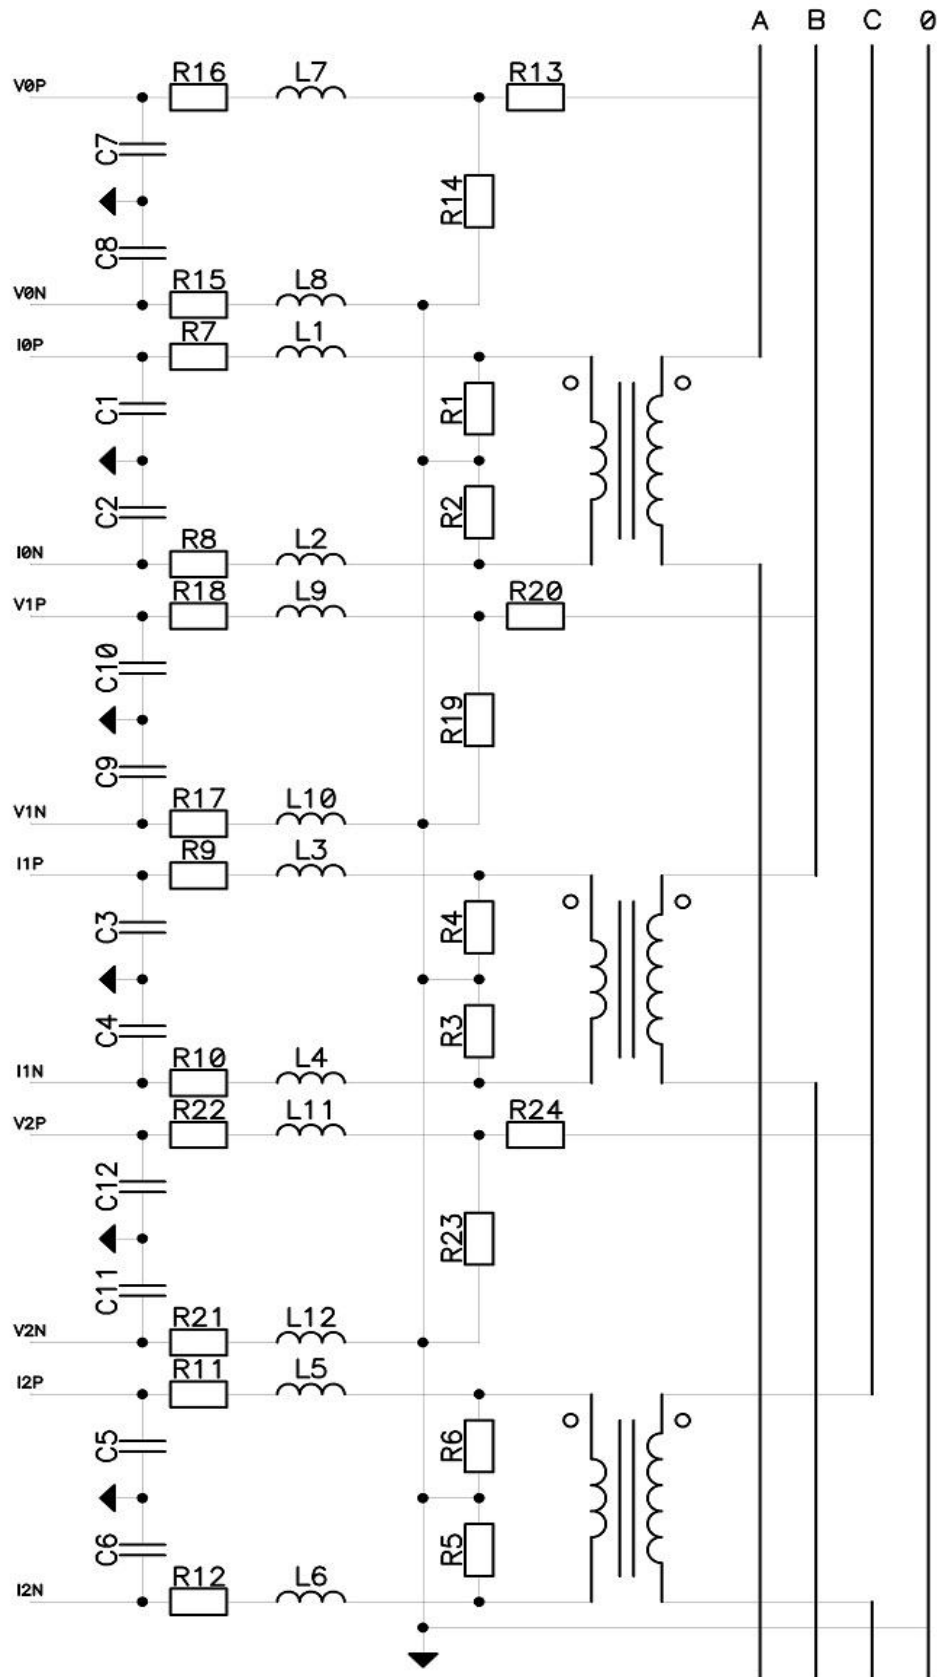 A B C 0
R16 L7 R13
V0P
C7
R14
C8
R15 L8
V0N
R7 L1
I0P
C1 R1
C2 R2
R8 L2
I0N
R18 L9 R20
V1P
C10
R19
C9
R17 L10
V1N
R9 L3
I1P
C3 R4
C4 R3
R10 L4
I1N
R22 L11 R24
V2P
C12
R23
C11
R21 L12
V2N
R11 L5
I2P
C5 R6
C6 R5
R12 L6
I2N